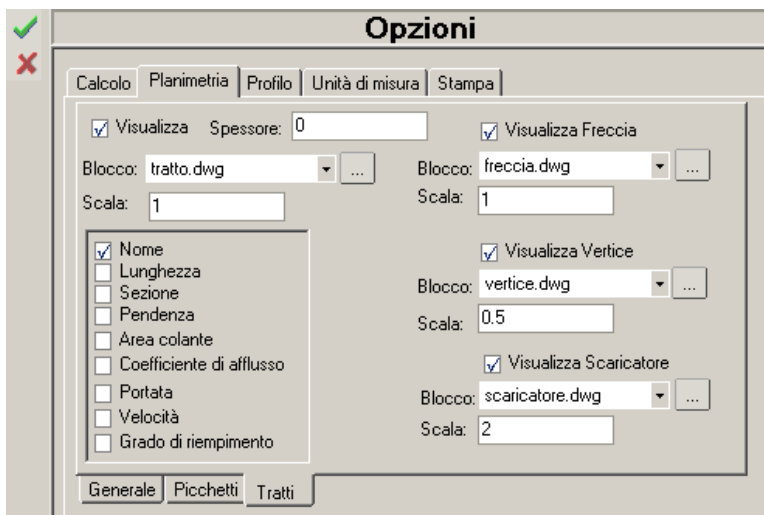 Opzioni
Calcolo Planimetria Profilo Unità di misura Stampa
Visualizza Spessore: 0
Blocco: tratto.dwg ...
Scala: 1
Nome
Lunghezza
Sezione
Pendenza
Area colante
Coefficiente di afflusso
Portata
Velocità
Grado di riempimento
Visualizza Freccia
Blocco: freccia.dwg ...
Scala: 1
Visualizza Vertice
Blocco: vertice.dwg ...
Scala: 0.5
Visualizza Scaricatore
Blocco: scaricatore.dwg ...
Scala: 2
Generale Picchetti Tratti